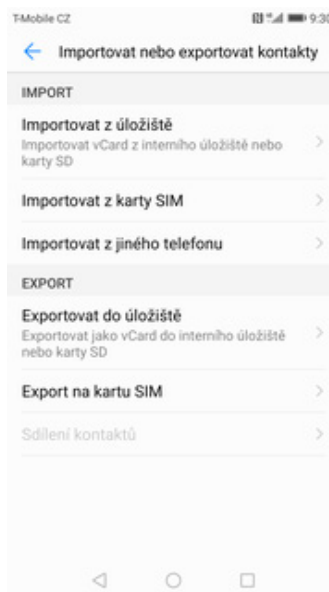 T-Mobile CZ 9:30
Importovat nebo exportovat kontakty
IMPORT
Importovat z úložiště
Importovat vCard z interního úložiště nebo
karty SD
Importovat z karty SIM
Importovat z jiného telefonu
EXPORT
Exportovat do úložiště
Exportovat jako vCard do interního úložiště
nebo karty SD
Export na kartu SIM
Sdílení kontaktů